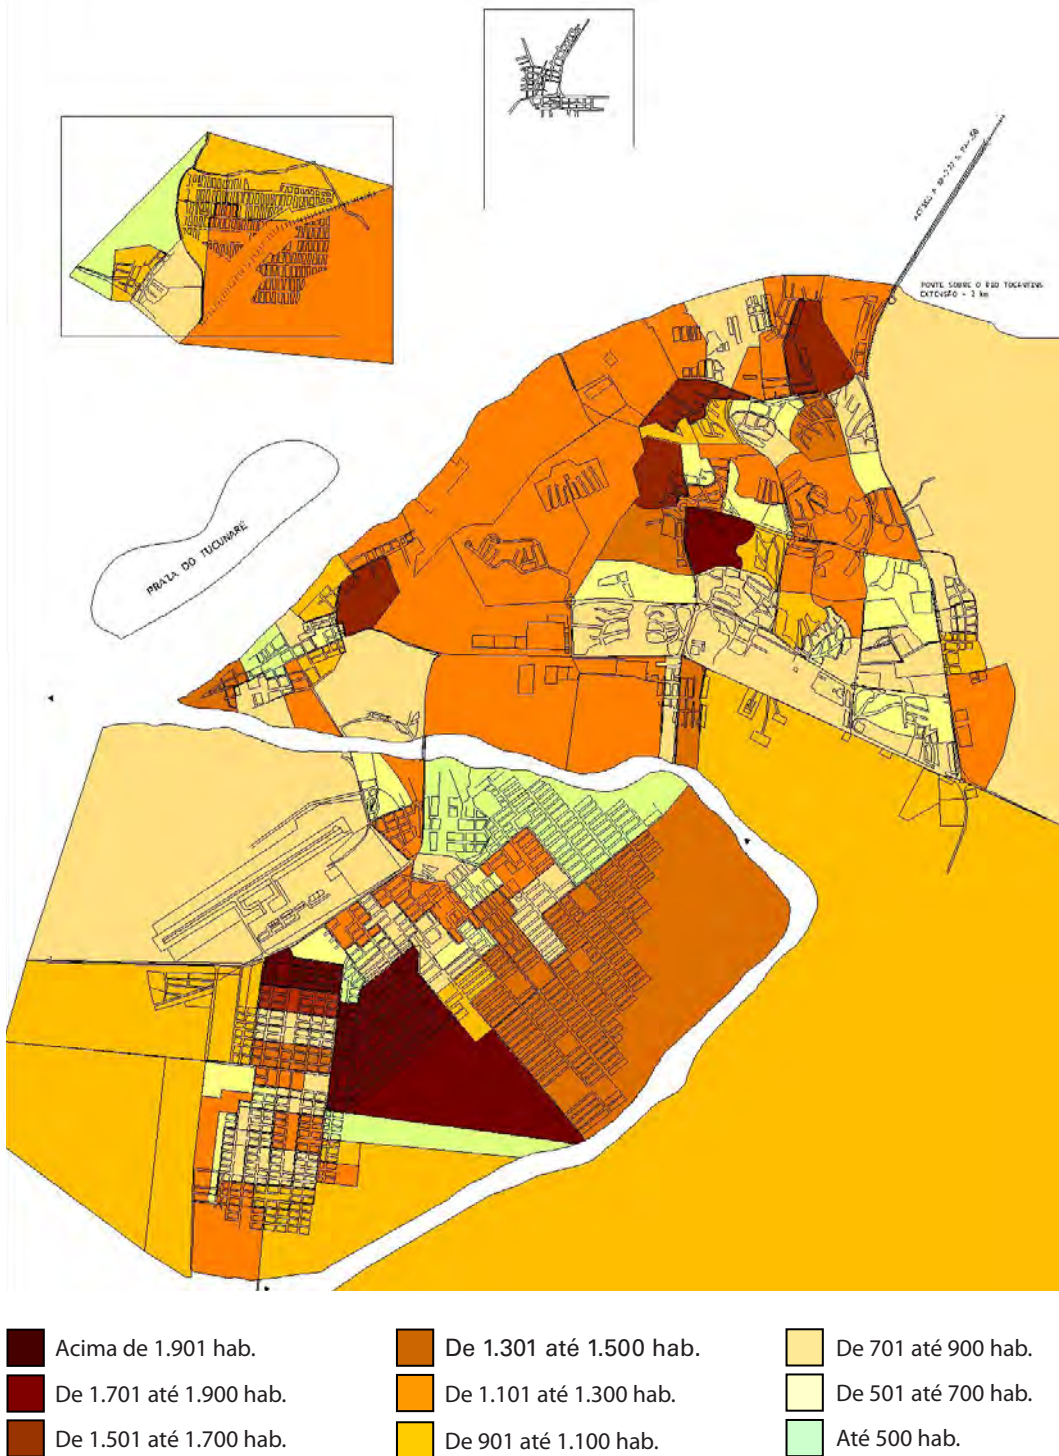 PONTE SOBRE O RIO TOCANTINS
EXTENSÃO = 2 km
PRAIA DO TUCUNARÉ
Acima de 1.901 hab.
De 1.701 até 1.900 hab.
De 1.501 até 1.700 hab.
De 1.301 até 1.500 hab.
De 1.101 até 1.300 hab.
De 901 até 1.100 hab.
De 701 até 900 hab.
De 501 até 700 hab.
Até 500 hab.